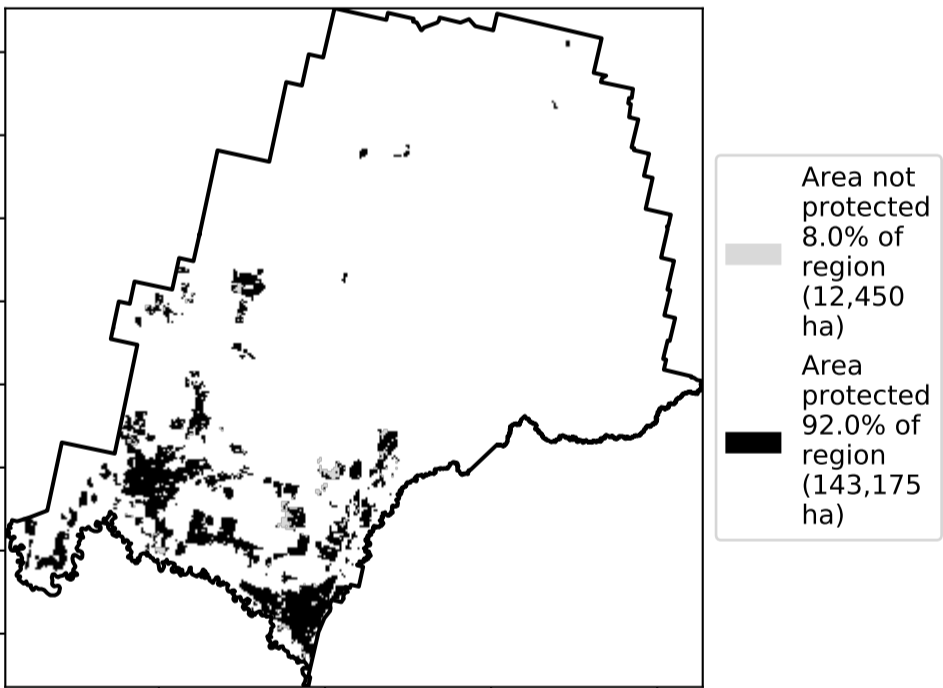 Area not
protected
8.0% of
region
(12,450
ha)
Area
protected
92.0% of
region
(143,175
ha)